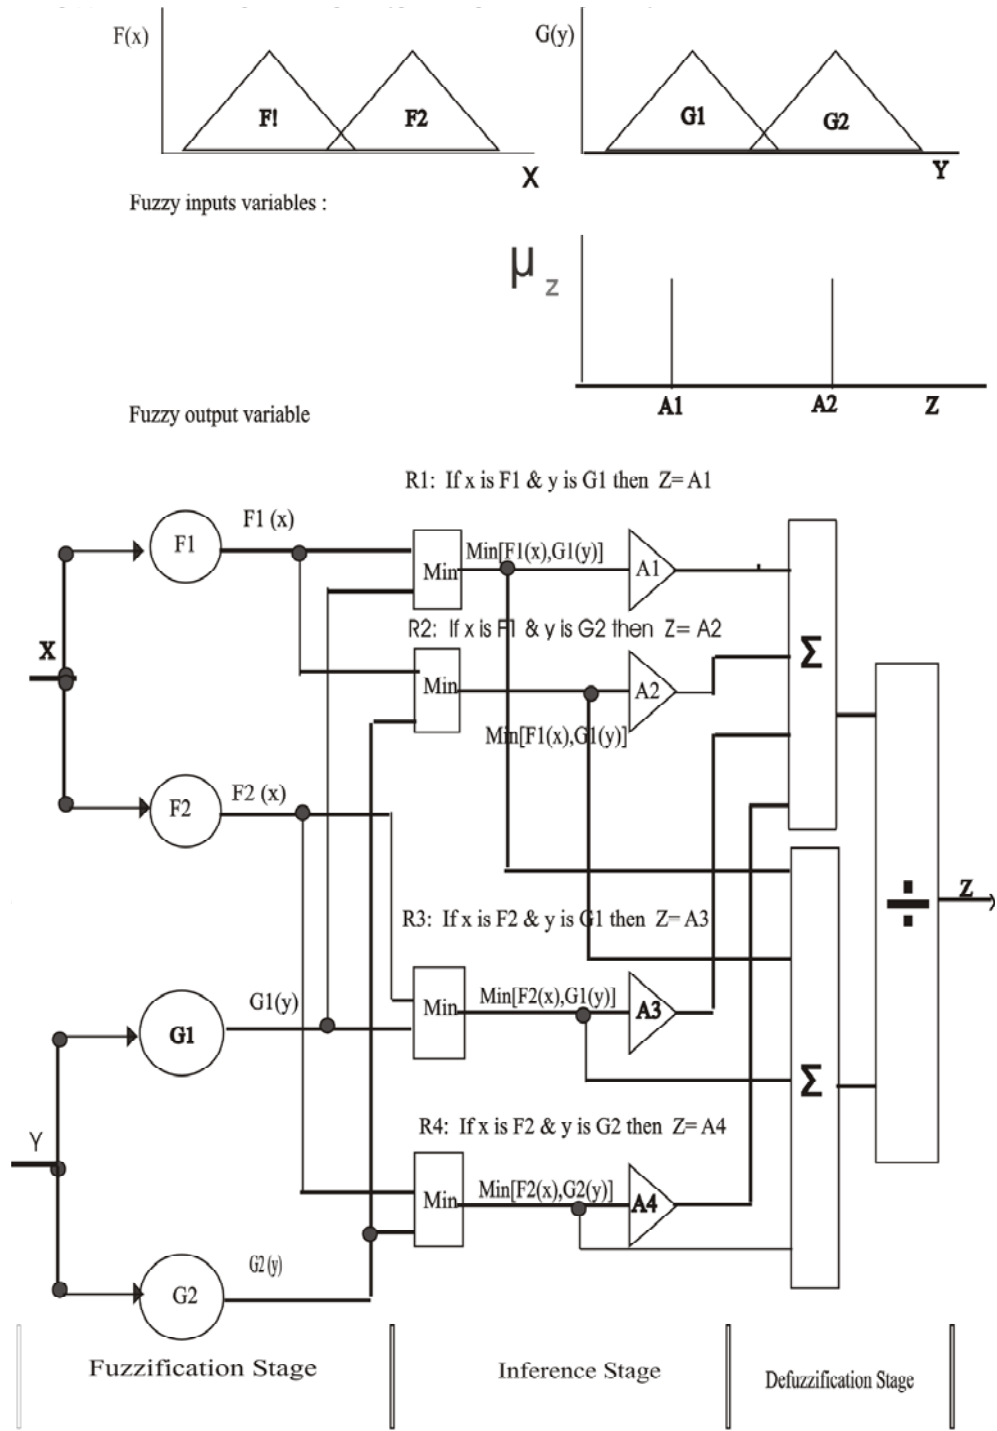 F(x)
G(y)
F!
F2
G1
G2
X
Y
Fuzzy inputs variables :
μ z
A1
A2
Z
Fuzzy output variable
R1: If x is F1 & y is G1 then Z= A1
F1 (x)
F1
Min
Min[F1(x),G1(y)]
A1
R2: If x is F1 & y is G2 then Z= A2
X
Σ
Min
A2
Min[F1(x),G1(y)]
F2 (x)
F2
÷
Z
R3: If x is F2 & y is G1 then Z= A3
G1(y)
Min[F2(x),G1(y)]
G1
Min
A3
Σ
R4: If x is F2 & y is G2 then Z= A4
Y
Min[F2(x),G2(y)]
Min
A4
G2 (y)
G2
Fuzzification Stage
Inference Stage
Defuzzification Stage